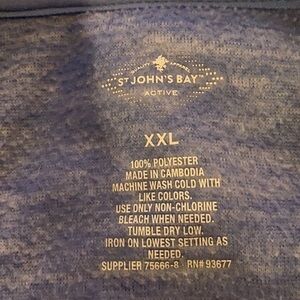 ST JOHN'S BAY™
ACTIVE
XXL
100% POLYESTER
MADE IN CAMBODIA
MACHINE WASH COLD WITH
LIKE COLORS.
USE ONLY NON-CHLORINE
BLEACH WHEN NEEDED.
TUMBLE DRY LOW.
IRON ON LOWEST SETTING AS
NEEDED.
SUPPLIER 75666-8 RN# 93677